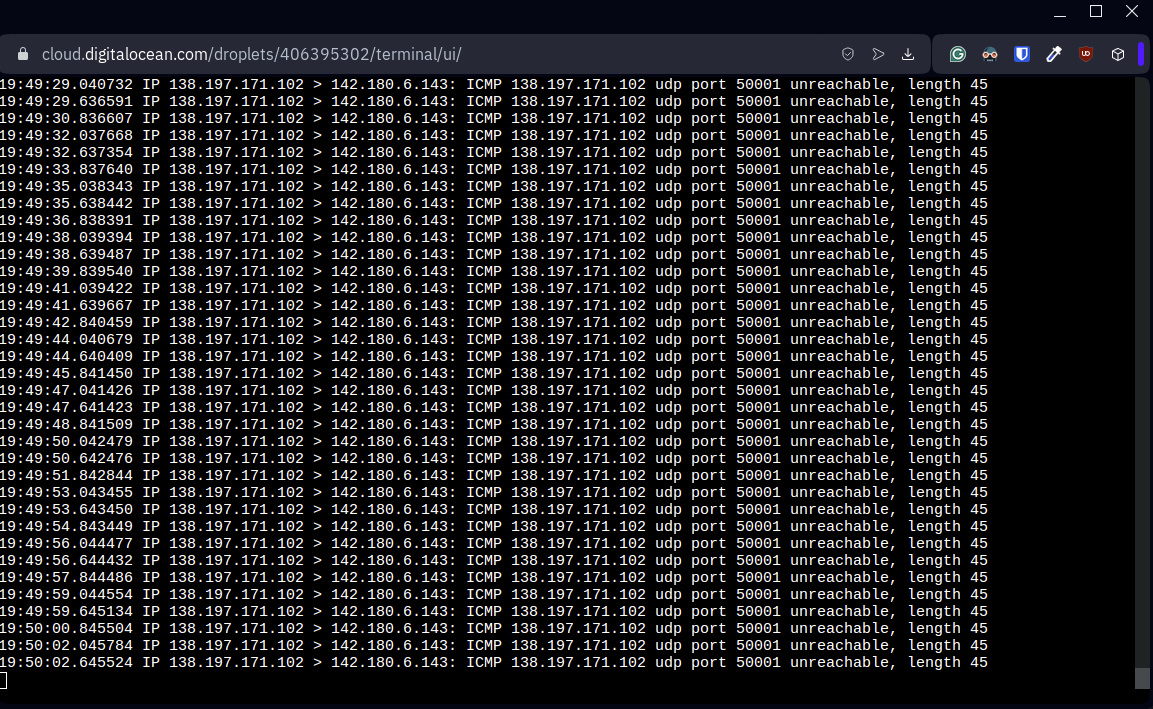 cloud.digitalocean.com/droplets/406395302/terminal/ui/
19:49:29.040732 IP 138.197.171.102 > 142.180.6.143: ICMP 138.197.171.102 udp port 50001 unreachable, length 45
19:49:29.636591 IP 138.197.171.102 > 142.180.6.143: ICMP 138.197.171.102 udp port 50001 unreachable, length 45
19:49:30.836607 IP 138.197.171.102 > 142.180.6.143: ICMP 138.197.171.102 udp port 50001 unreachable, length 45
19:49:32.037668 IP 138.197.171.102 > 142.180.6.143: ICMP 138.197.171.102 udp port 50001 unreachable, length 45
19:49:32.637354 IP 138.197.171.102 > 142.180.6.143: ICMP 138.197.171.102 udp port 50001 unreachable, length 45
19:49:33.837640 IP 138.197.171.102 > 142.180.6.143: ICMP 138.197.171.102 udp port 50001 unreachable, length 45
19:49:35.038343 IP 138.197.171.102 > 142.180.6.143: ICMP 138.197.171.102 udp port 50001 unreachable, length 45
19:49:35.638442 IP 138.197.171.102 > 142.180.6.143: ICMP 138.197.171.102 udp port 50001 unreachable, length 45
19:49:36.838391 IP 138.197.171.102 > 142.180.6.143: ICMP 138.197.171.102 udp port 50001 unreachable, length 45
19:49:38.039394 IP 138.197.171.102 > 142.180.6.143: ICMP 138.197.171.102 udp port 50001 unreachable, length 45
19:49:38.639487 IP 138.197.171.102 > 142.180.6.143: ICMP 138.197.171.102 udp port 50001 unreachable, length 45
19:49:39.839540 IP 138.197.171.102 > 142.180.6.143: ICMP 138.197.171.102 udp port 50001 unreachable, length 45
19:49:41.039422 IP 138.197.171.102 > 142.180.6.143: ICMP 138.197.171.102 udp port 50001 unreachable, length 45
19:49:41.639667 IP 138.197.171.102 > 142.180.6.143: ICMP 138.197.171.102 udp port 50001 unreachable, length 45
19:49:42.840459 IP 138.197.171.102 > 142.180.6.143: ICMP 138.197.171.102 udp port 50001 unreachable, length 45
19:49:44.040679 IP 138.197.171.102 > 142.180.6.143: ICMP 138.197.171.102 udp port 50001 unreachable, length 45
19:49:44.640409 IP 138.197.171.102 > 142.180.6.143: ICMP 138.197.171.102 udp port 50001 unreachable, length 45
19:49:45.841450 IP 138.197.171.102 > 142.180.6.143: ICMP 138.197.171.102 udp port 50001 unreachable, length 45
19:49:47.041426 IP 138.197.171.102 > 142.180.6.143: ICMP 138.197.171.102 udp port 50001 unreachable, length 45
19:49:47.641423 IP 138.197.171.102 > 142.180.6.143: ICMP 138.197.171.102 udp port 50001 unreachable, length 45
19:49:48.841509 IP 138.197.171.102 > 142.180.6.143: ICMP 138.197.171.102 udp port 50001 unreachable, length 45
19:49:50.042479 IP 138.197.171.102 > 142.180.6.143: ICMP 138.197.171.102 udp port 50001 unreachable, length 45
19:49:50.642476 IP 138.197.171.102 > 142.180.6.143: ICMP 138.197.171.102 udp port 50001 unreachable, length 45
19:49:51.842844 IP 138.197.171.102 > 142.180.6.143: ICMP 138.197.171.102 udp port 50001 unreachable, length 45
19:49:53.043455 IP 138.197.171.102 > 142.180.6.143: ICMP 138.197.171.102 udp port 50001 unreachable, length 45
19:49:53.643450 IP 138.197.171.102 > 142.180.6.143: ICMP 138.197.171.102 udp port 50001 unreachable, length 45
19:49:54.843449 IP 138.197.171.102 > 142.180.6.143: ICMP 138.197.171.102 udp port 50001 unreachable, length 45
19:49:56.044477 IP 138.197.171.102 > 142.180.6.143: ICMP 138.197.171.102 udp port 50001 unreachable, length 45
19:49:56.644432 IP 138.197.171.102 > 142.180.6.143: ICMP 138.197.171.102 udp port 50001 unreachable, length 45
19:49:57.844486 IP 138.197.171.102 > 142.180.6.143: ICMP 138.197.171.102 udp port 50001 unreachable, length 45
19:49:59.044554 IP 138.197.171.102 > 142.180.6.143: ICMP 138.197.171.102 udp port 50001 unreachable, length 45
19:49:59.645134 IP 138.197.171.102 > 142.180.6.143: ICMP 138.197.171.102 udp port 50001 unreachable, length 45
19:50:00.845504 IP 138.197.171.102 > 142.180.6.143: ICMP 138.197.171.102 udp port 50001 unreachable, length 45
19:50:02.045784 IP 138.197.171.102 > 142.180.6.143: ICMP 138.197.171.102 udp port 50001 unreachable, length 45
19:50:02.645524 IP 138.197.171.102 > 142.180.6.143: ICMP 138.197.171.102 udp port 50001 unreachable, length 45